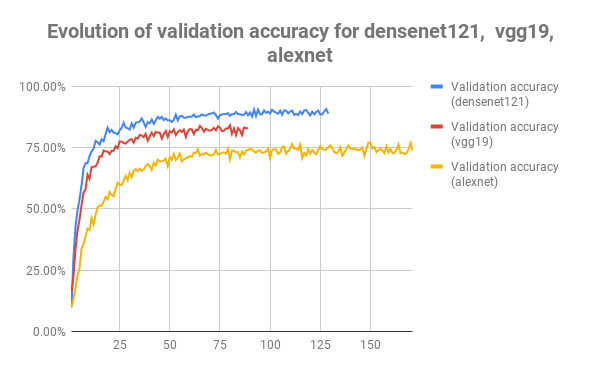 Evolution of validation accuracy for densenet121, vgg19,
alexnet
100.00%
75.00%
50.00%
25.00%
0.00%
25
50
75
100
125
150
Validation accuracy
(densenet121)
Validation accuracy
(vgg19)
Validation accuracy
(alexnet)